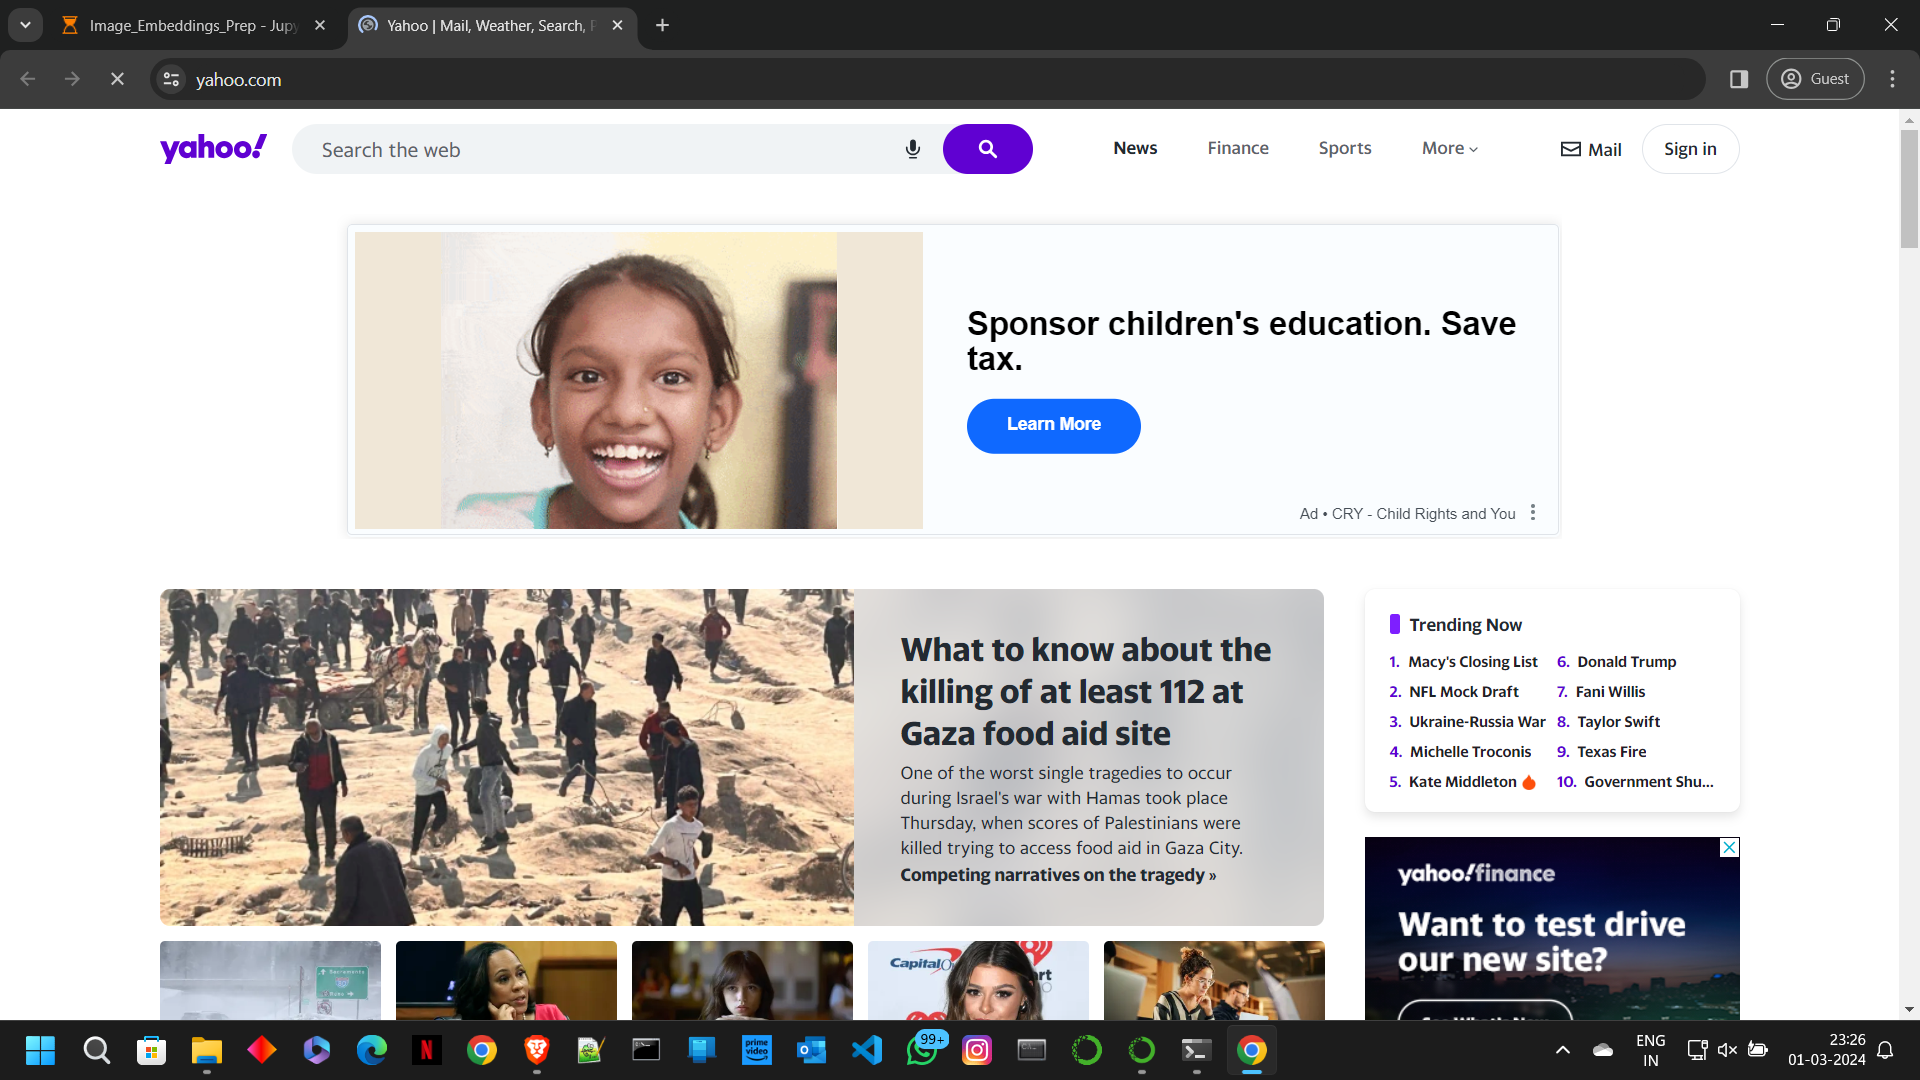 Image_Embeddings_Prep - Jupy
Yahoo | Mail, Weather, Search, P
yahoo.com
Guest
yahoo!
Search the web
News
Finance
Sports
More
Mail
Sign in
Sponsor children's education. Save
tax.
Learn More
Ad • CRY - Child Rights and You
What to know about the
killing of at least 112 at
Gaza food aid site
One of the worst single tragedies to occur
during Israel's war with Hamas took place
Thursday, when scores of Palestinians were
killed trying to access food aid in Gaza City.
Competing narratives on the tragedy »
Trending Now
1. Macy's Closing List
2. NFL Mock Draft
3. Ukraine-Russia War
4. Michelle Troconis
5. Kate Middleton
6. Donald Trump
7. Fani Willis
8. Taylor Swift
9. Texas Fire
10. Government Shu...
yahoo!finance
Want to test drive
our new site?
Sacramento
Reno
CapitalO
prime
video
99+
ENG
IN
23:26
01-03-2024